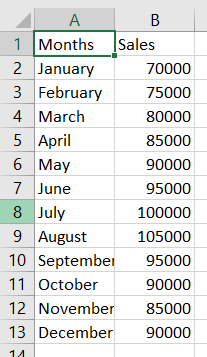 A B
1 Months Sales
2 January 70000
3 February 75000
4 March 80000
5 April 85000
6 May 90000
7 June 95000
8 July 100000
9 August 105000
10 September 95000
11 October 90000
12 November 85000
13 December 90000
14